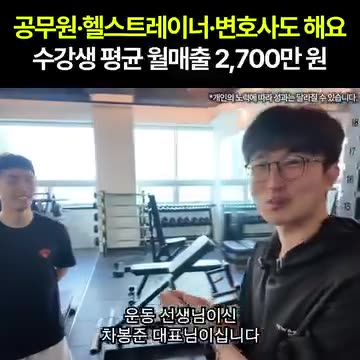 공무원·헬스트레이너·변호사도 해요
수강생 평균 월매출 2,700만 원
*개인의 노력에 따라 성과는 달라질 수 있습니다.
운동 선생님이신
차봉준 대표님이십니다